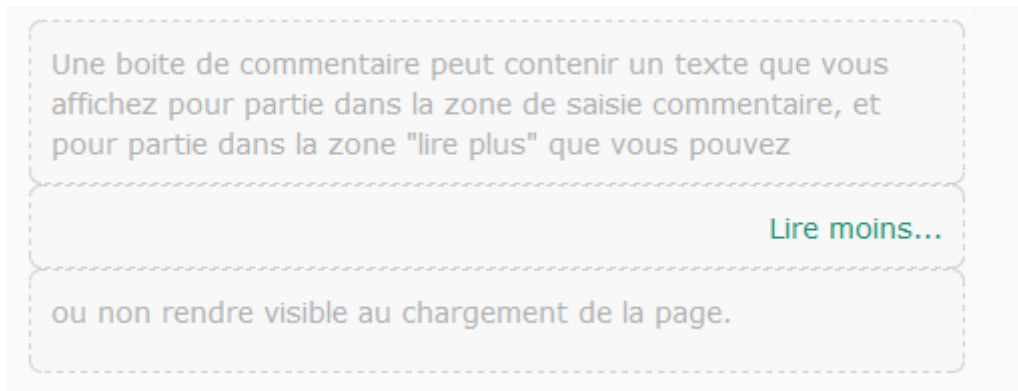 Une boite de commentaire peut contenir un texte que vous
affichez pour partie dans la zone de saisie commentaire, et
pour partie dans la zone "lire plus" que vous pouvez
Lire moins...
ou non rendre visible au chargement de la page.